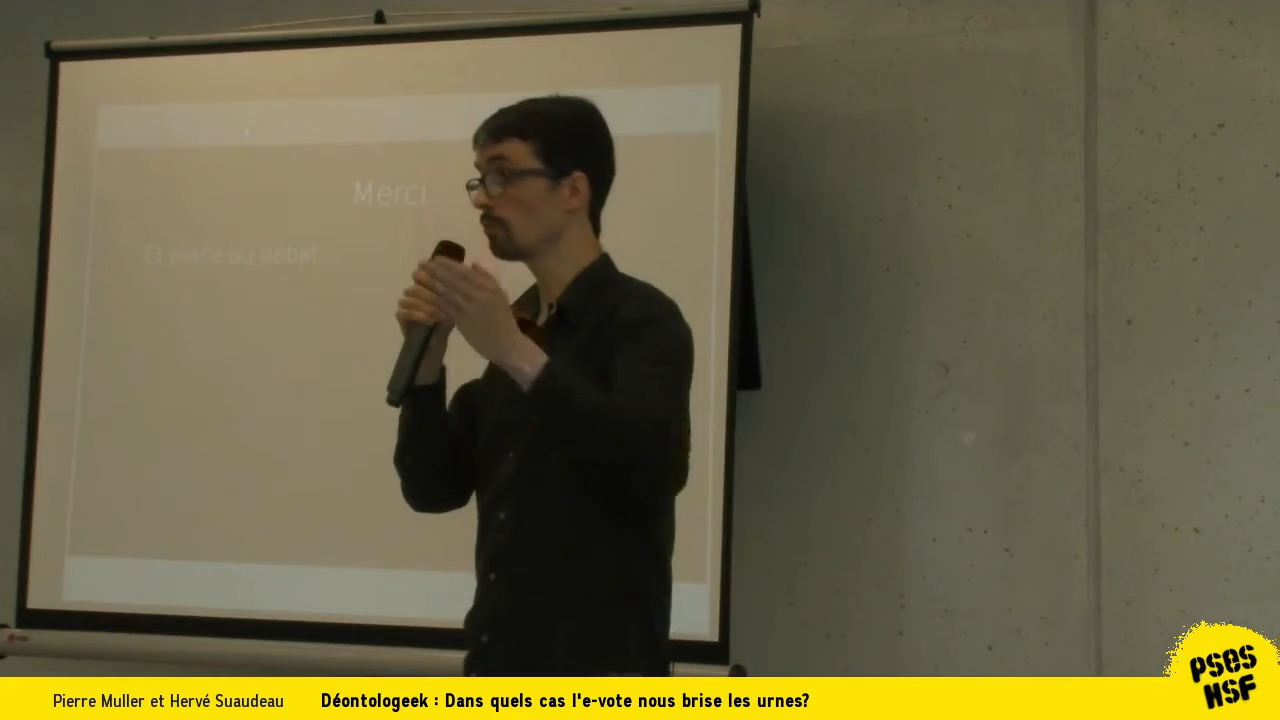 Merci
Et place au débat
Pierre Muller et Hervé Suaudeau
Déontologeek : Dans quels cas l'e-vote nous brise les urnes?
PSES
HSF